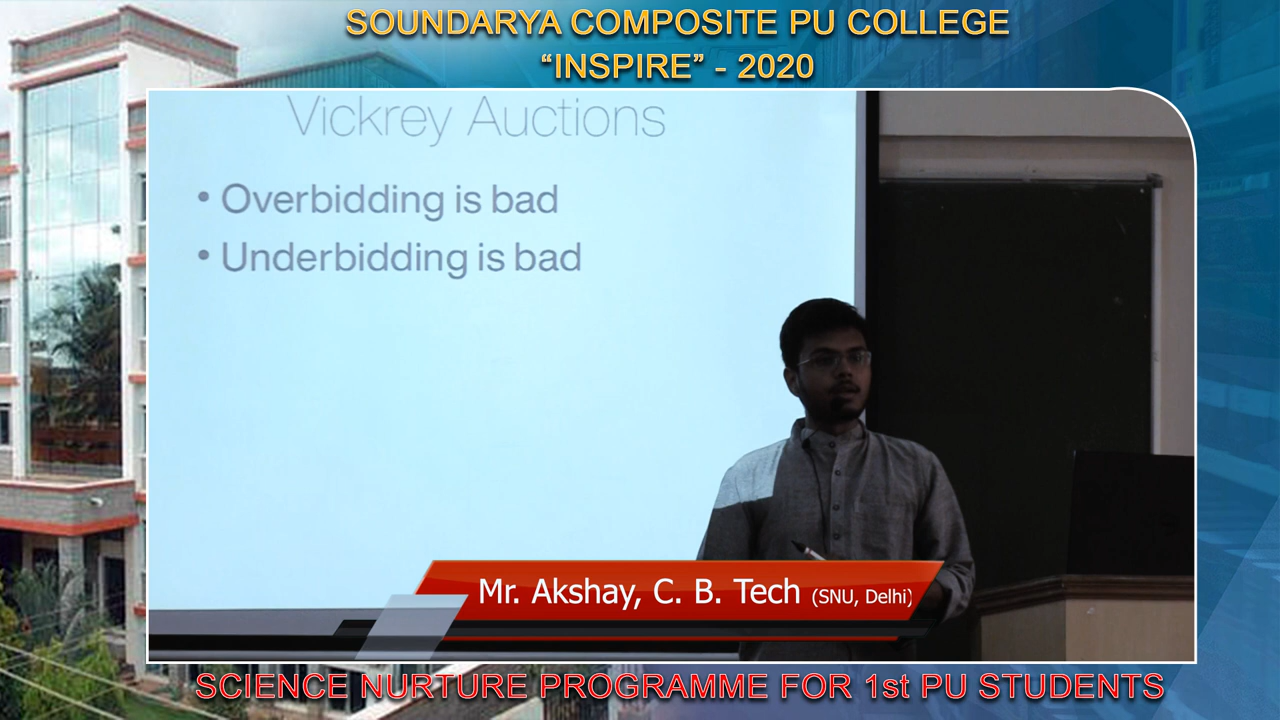 SOUNDARYA COMPOSITE PU COLLEGE
“INSPIRE” - 2020
Vickrey Auctions
• Overbidding is bad
• Underbidding is bad
Mr. Akshay, C. B. Tech (SNU, Delhi)
SCIENCE NURTURE PROGRAMME FOR 1st PU STUDENTS